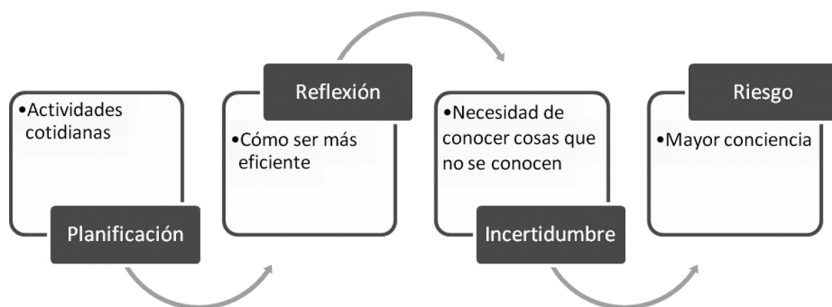 •Actividades
cotidianas
Planificación
Reflexión
•Cómo ser más
eficiente
•Necesidad de
conocer cosas que
no se conocen
Incertidumbre
Riesgo
•Mayor conciencia